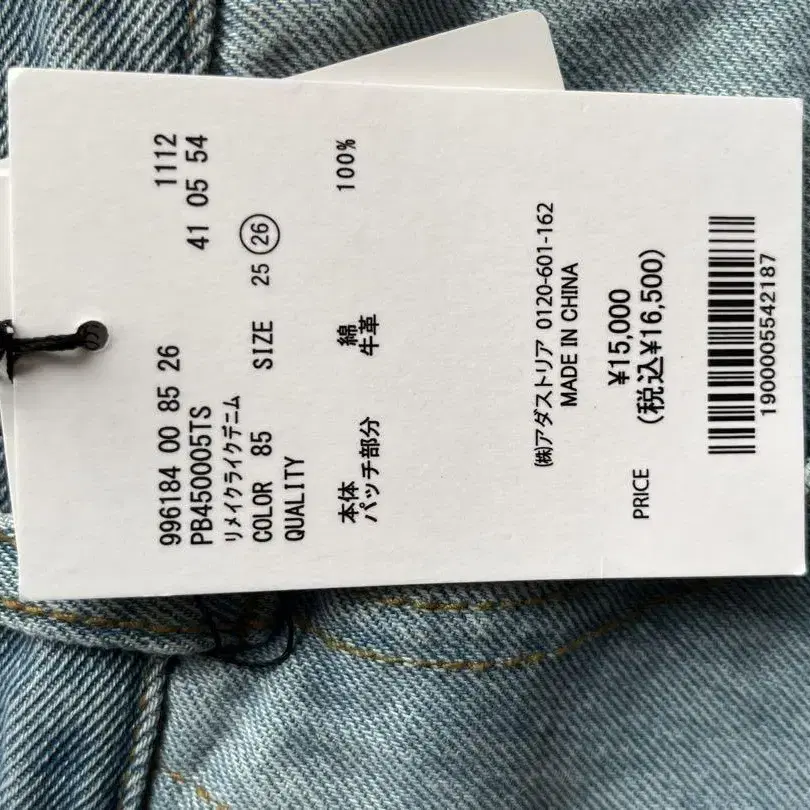 996184 00 85 26 1112
PB450005TS 41 05 54
リメイクライクデニム
COLOR 85 SIZE 25 26
QUALITY
本体 綿 100%
パッチ部分 牛革
(株)アダストリア 0120-601-162
MADE IN CHINA
¥15,000
PRICE (税込¥16,500)
1900005542187